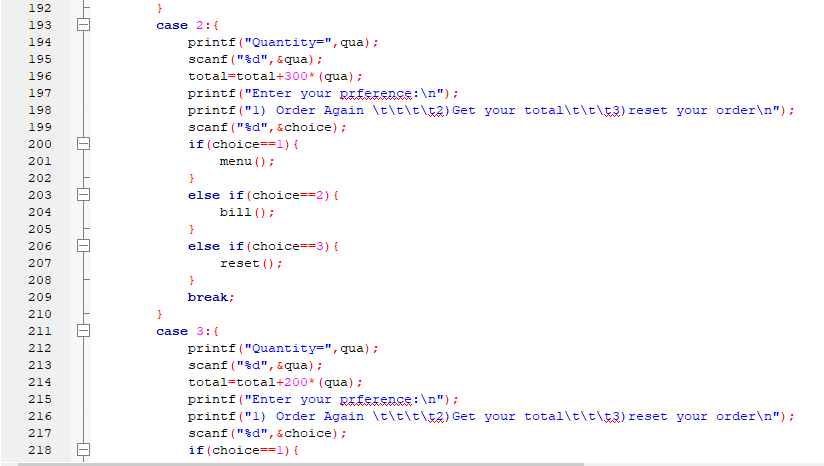 192 }
193 case 2:{
194 printf("Quantity=",qua);
195 scanf("%d",&qua);
196 total=total+300*(qua);
197 printf("Enter your prference:\n");
198 printf("1) Order Again \t\t\t\t2)Get your total\t\t\t3)reset your order\n");
199 scanf("%d",&choice);
200 if(choice==1){
201 menu();
202 }
203 else if(choice==2){
204 bill();
205 }
206 else if(choice==3){
207 reset();
208 }
209 break;
210 }
211 case 3:{
212 printf("Quantity=",qua);
213 scanf("%d",&qua);
214 total=total+200*(qua);
215 printf("Enter your prference:\n");
216 printf("1) Order Again \t\t\t\t2)Get your total\t\t\t3)reset your order\n");
217 scanf("%d",&choice);
218 if(choice==1){